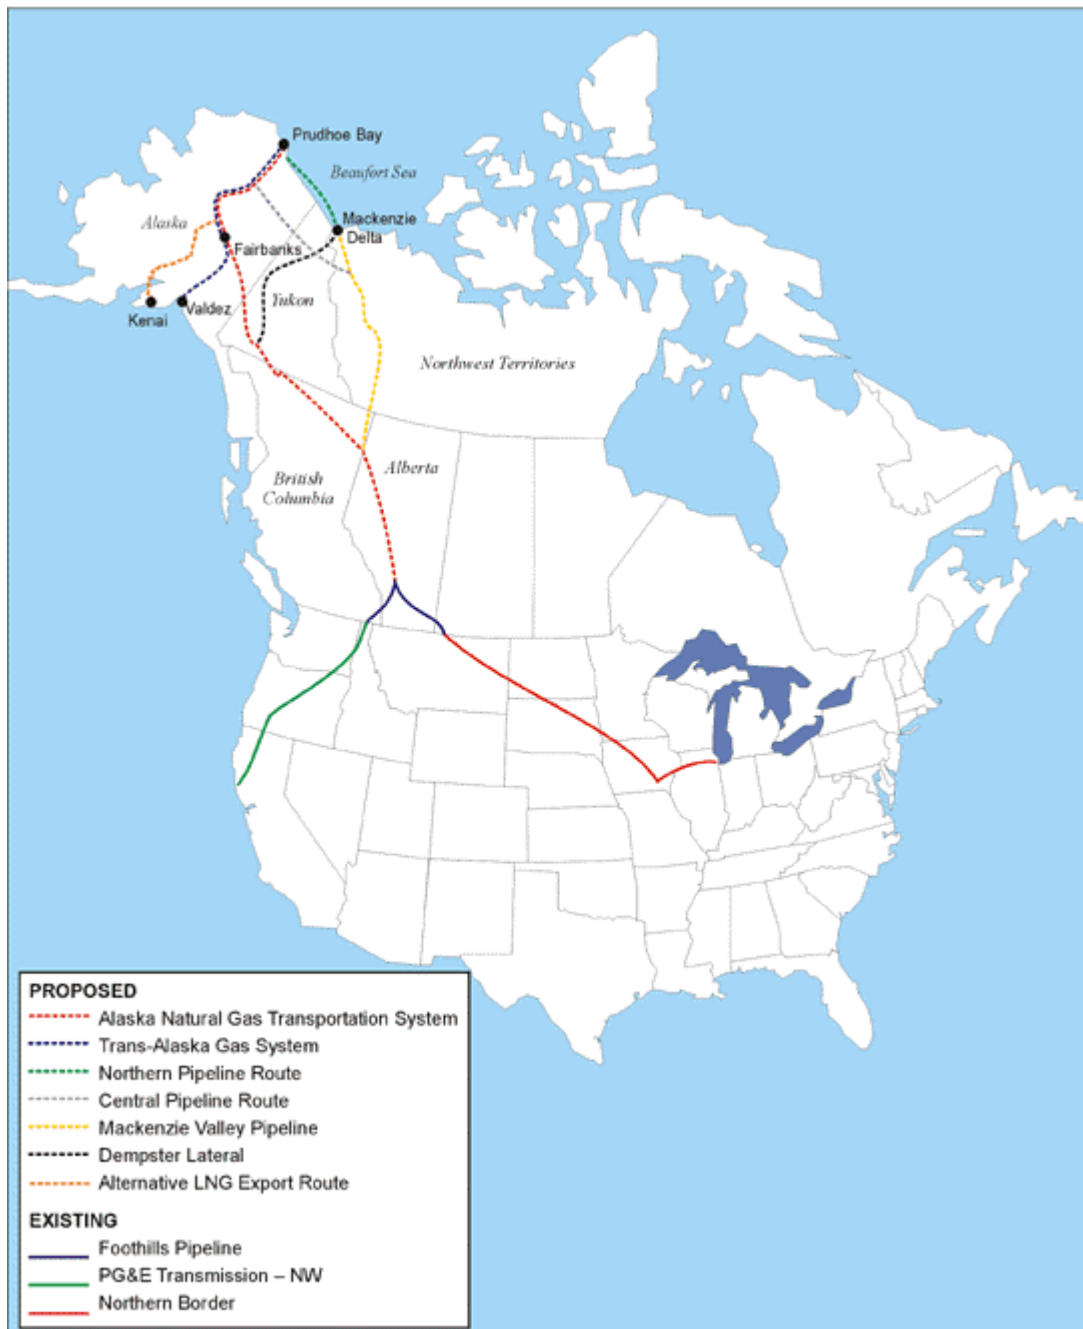 Prudhoe Bay
Beaufort Sea
Mackenzie
Delta
Alaska
Fairbanks
Yukon
Kenai
Valdez
Northwest Territories
British
Columbia
Alberta
PROPOSED
Alaska Natural Gas Transportation System
Trans-Alaska Gas System
Northern Pipeline Route
Central Pipeline Route
Mackenzie Valley Pipeline
Dempster Lateral
Alternative LNG Export Route
EXISTING
Foothills Pipeline
PG&E Transmission – NW
Northern Border